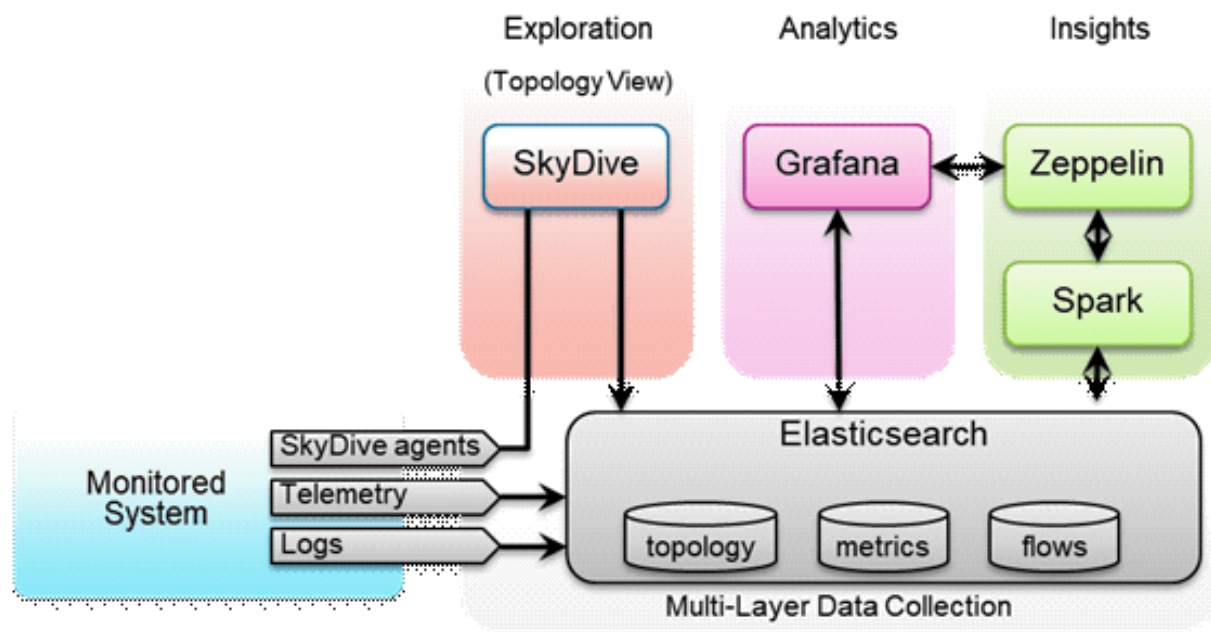 Exploration
(Topology View)
Analytics
Insights
SkyDive
Grafana
Zeppelin
Spark
Monitored
System
SkyDive agents
Telemetry
Logs
Elasticsearch
topology
metrics
flows
Multi-Layer Data Collection